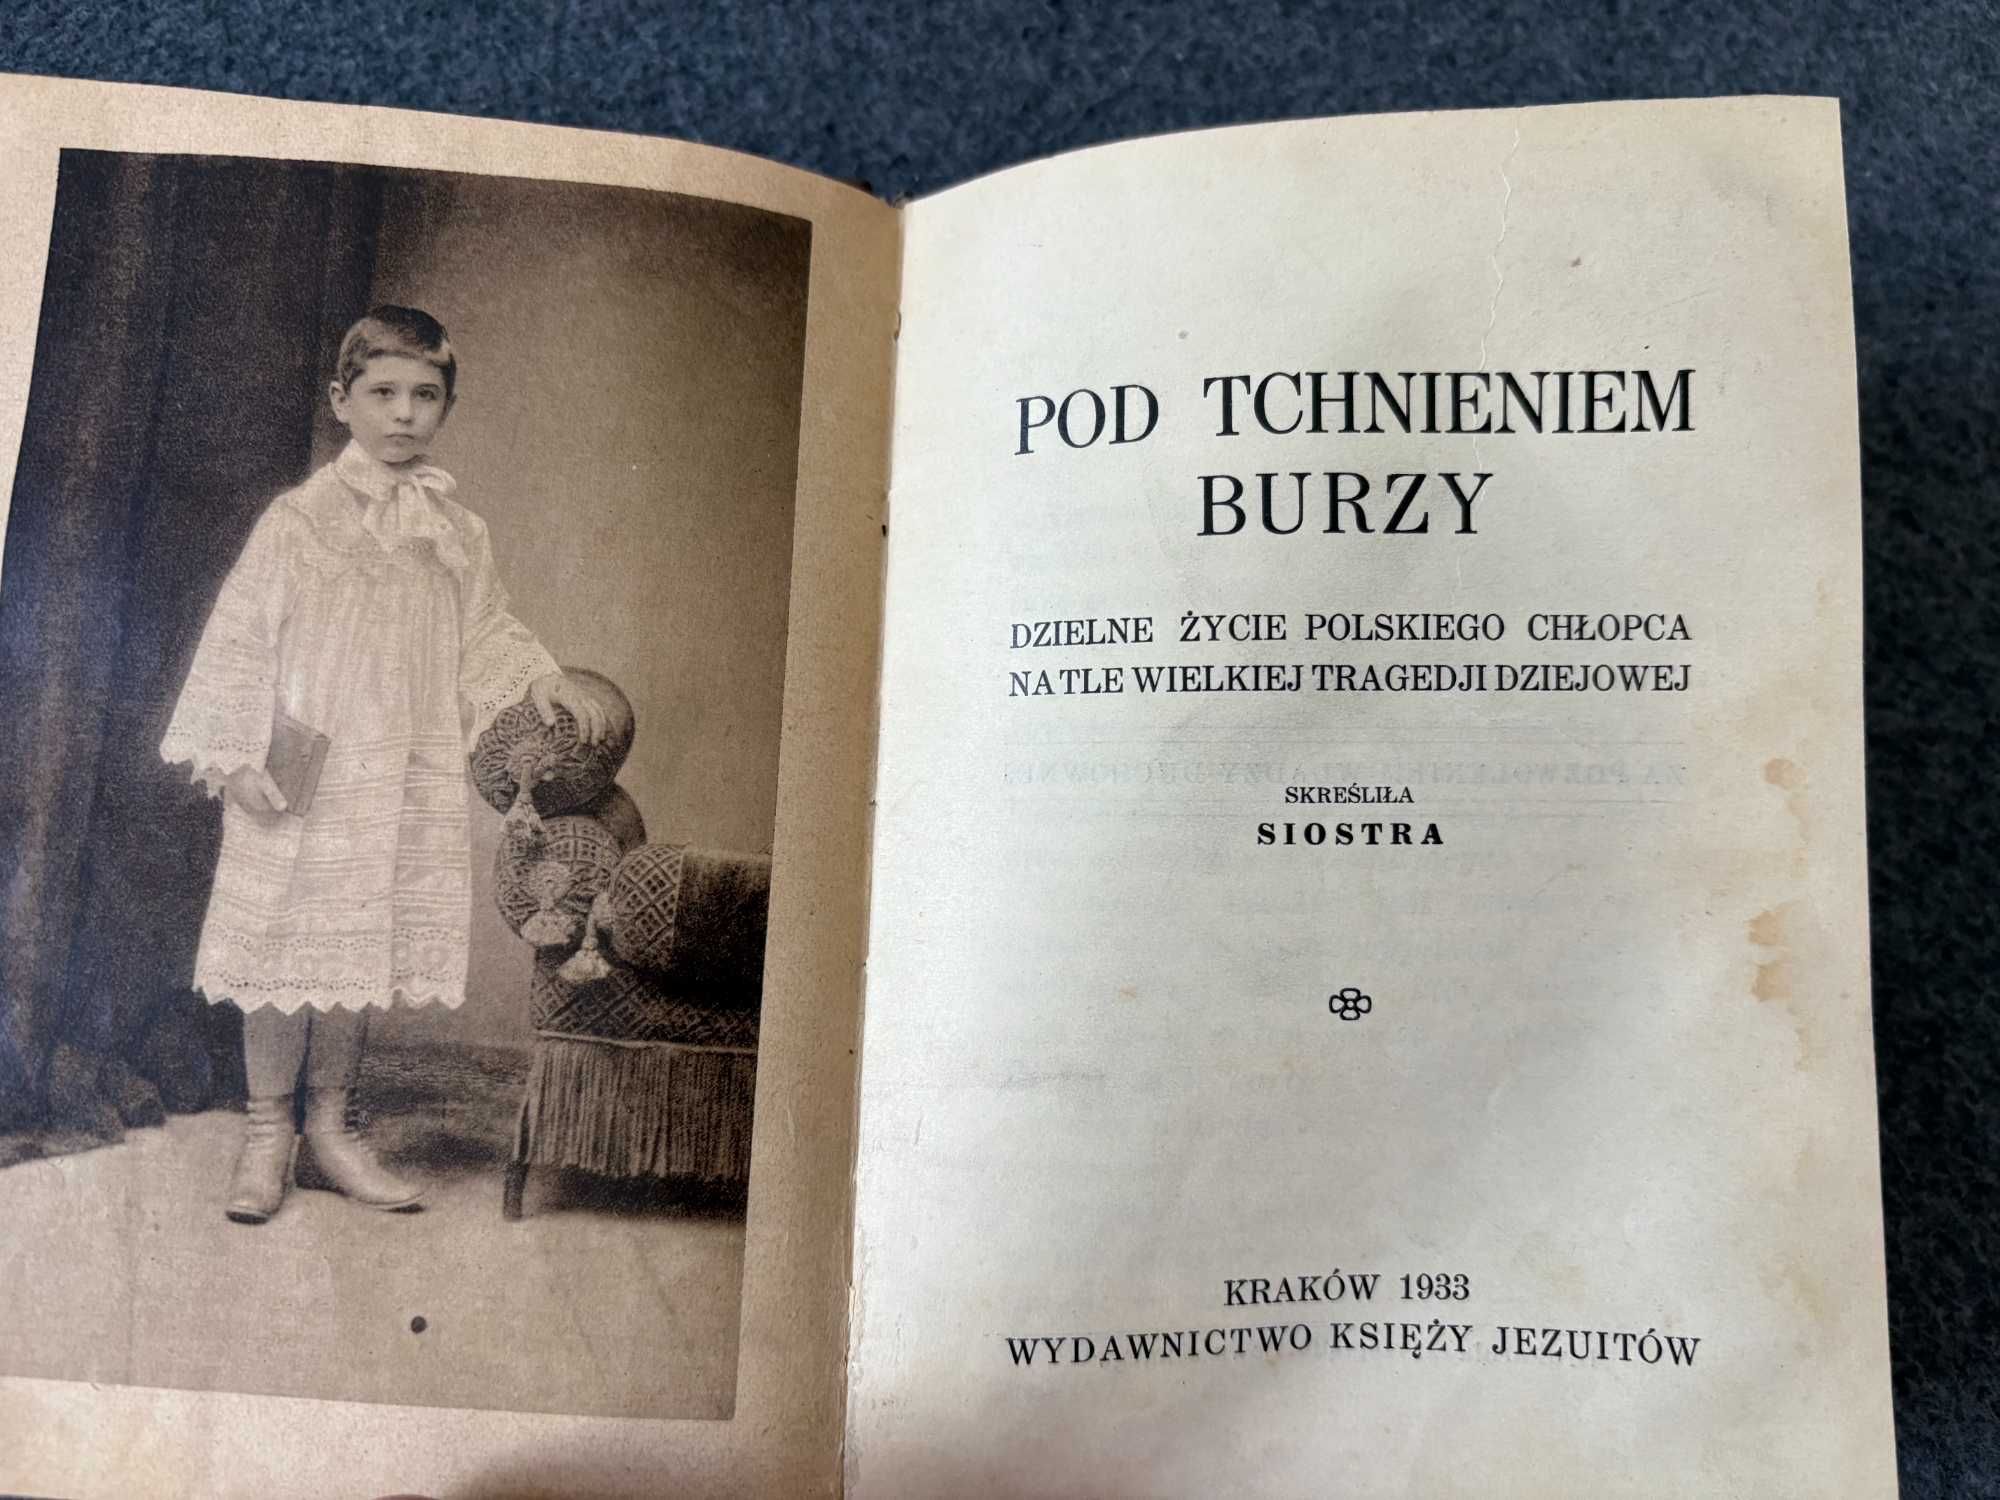 POD TCHNIENIEM
BURZY
DZIELNE ŻYCIE POLSKIEGO CHŁOPCA
NA TLE WIELKIEJ TRAGEDJI DZIEJOWEJ
SKREŚLIŁA
SIOSTRA
KRAKÓW 1933
WYDAWNICTWO KSIĘŻY JEZUITÓW